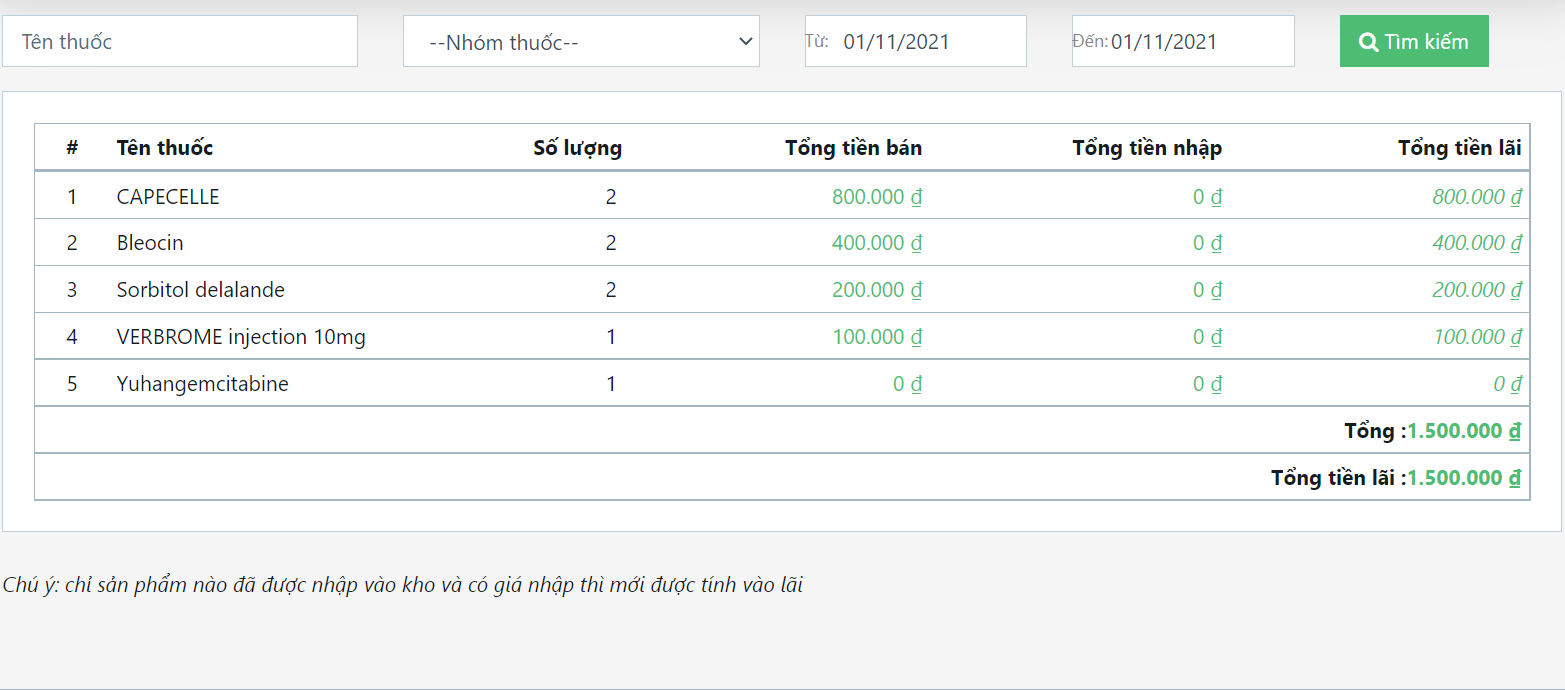 Tên thuốc --Nhóm thuốc-- Từ: 01/11/2021 Đến: 01/11/2021 Tìm kiếm
# Tên thuốc Số lượng Tổng tiền bán Tổng tiền nhập Tổng tiền lãi
1 CAPECELLE 2 800.000 ₫ 0 ₫ 800.000 ₫
2 Bleocin 2 400.000 ₫ 0 ₫ 400.000 ₫
3 Sorbitol delalande 2 200.000 ₫ 0 ₫ 200.000 ₫
4 VERBROME injection 10mg 1 100.000 ₫ 0 ₫ 100.000 ₫
5 Yuhangemcitabine 1 0 ₫ 0 ₫ 0 ₫
Tổng :1.500.000 ₫
Tổng tiền lãi :1.500.000 ₫
Chú ý: chỉ sản phẩm nào đã được nhập vào kho và có giá nhập thì mới được tính vào lãi